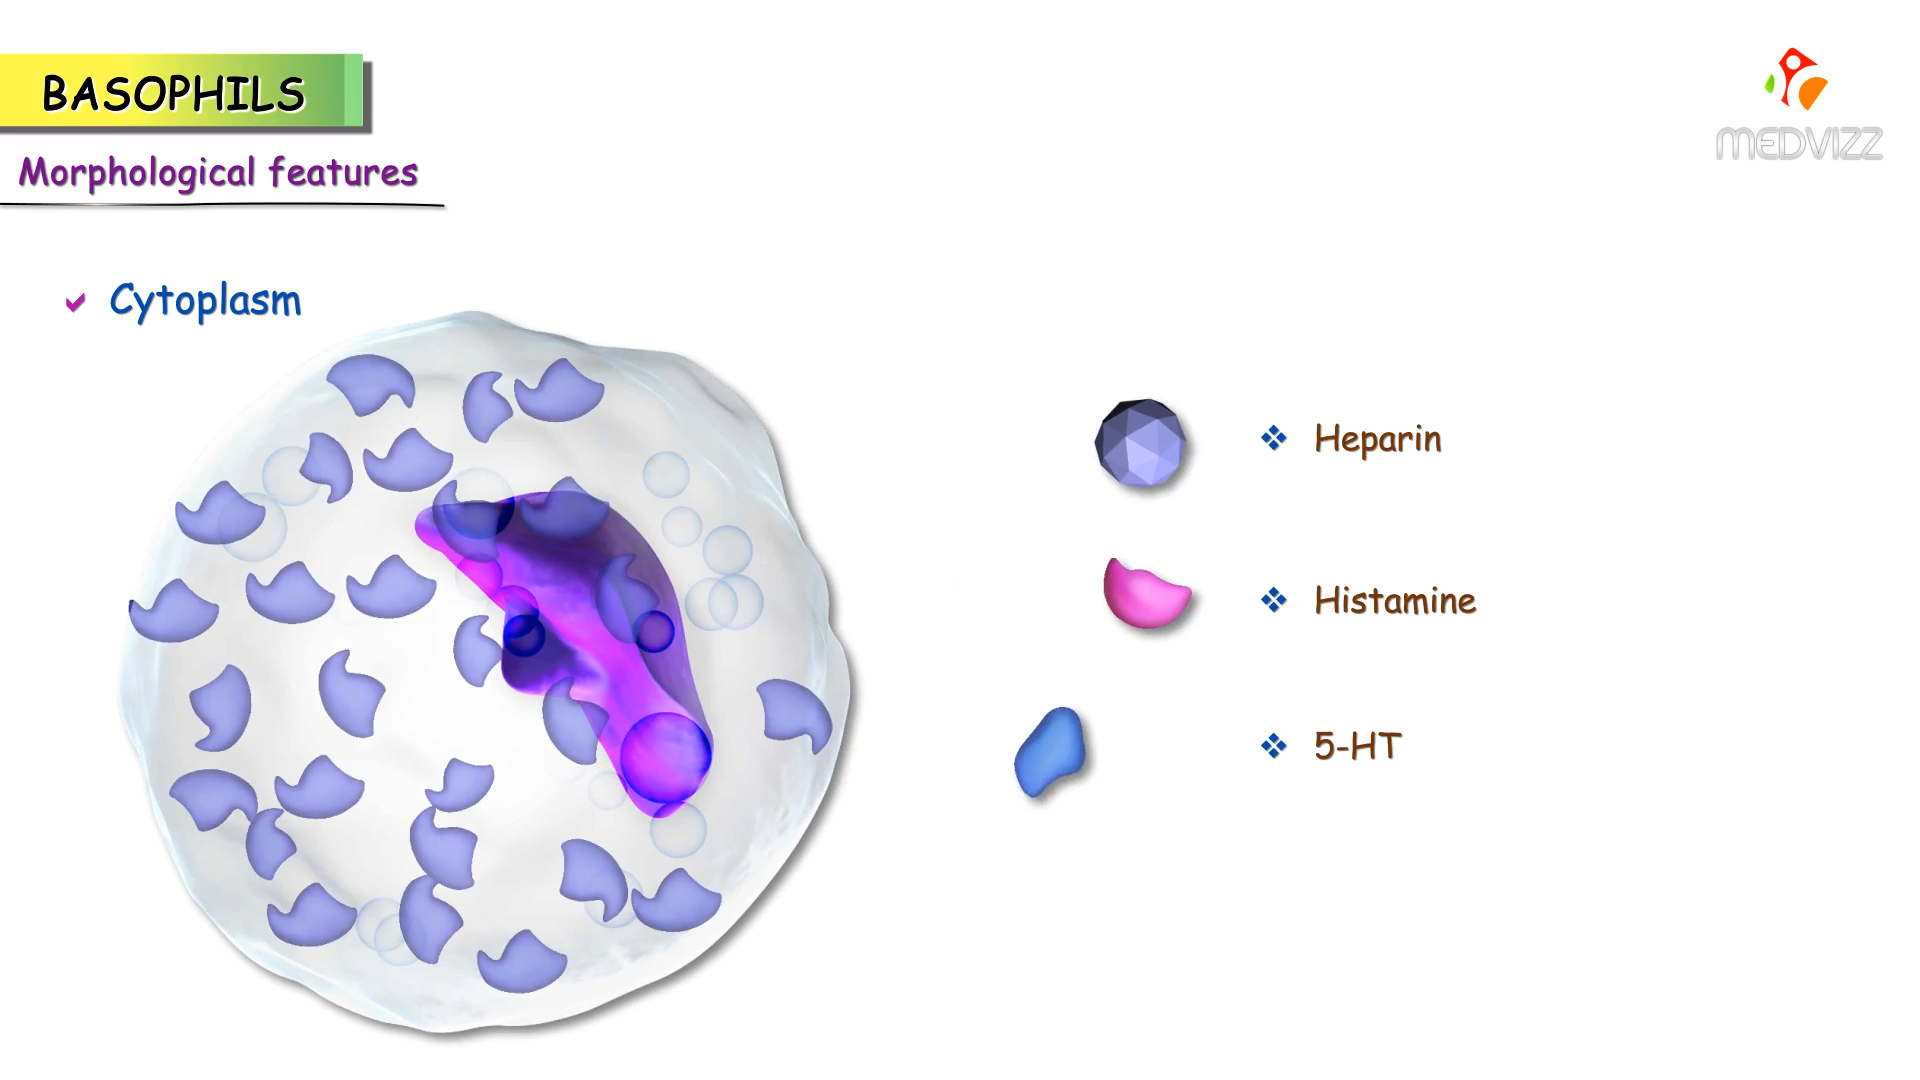 BASOPHILS
MEDVIZZ
Morphological features
Cytoplasm
Heparin
Histamine
5-HT